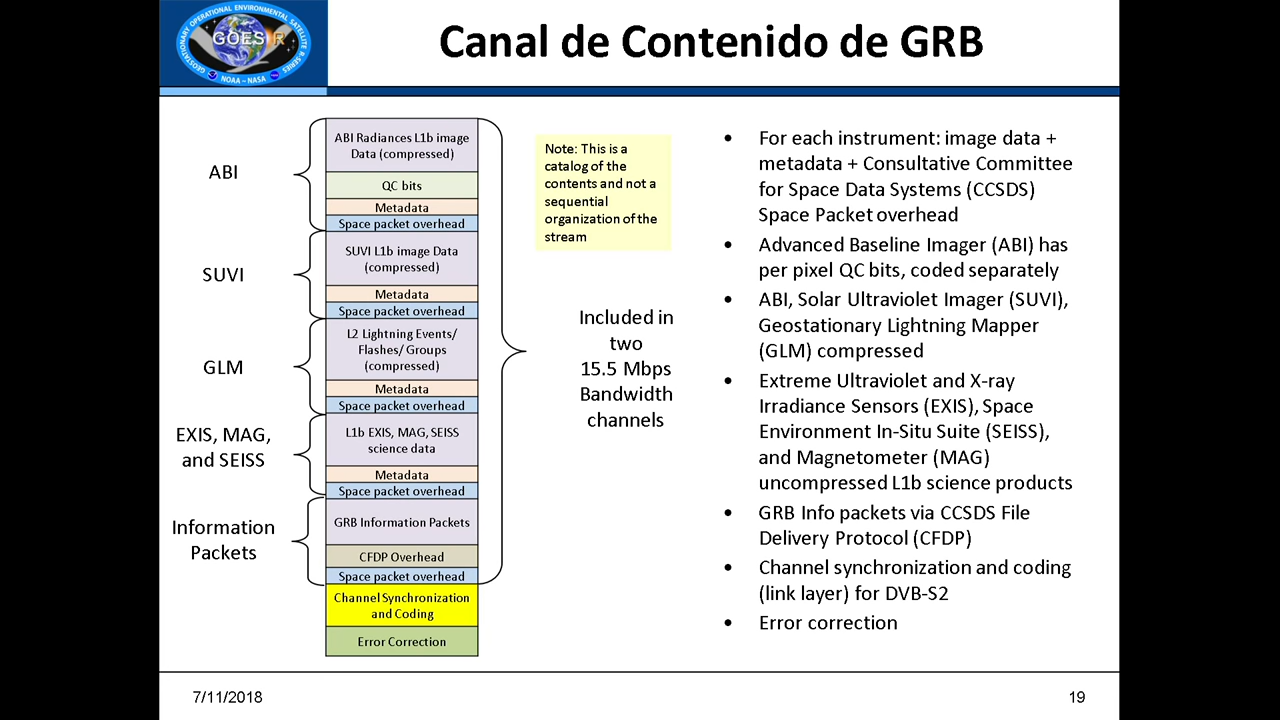 GEOSTATIONARY OPERATIONAL ENVIRONMENTAL SATELLITE R-SERIES
GOES R
NOAA – NASA
Canal de Contenido de GRB
ABI
SUVI
GLM
EXIS, MAG,
and SEISS
Information
Packets
ABI Radiances L1b image
Data (compressed)
QC bits
Metadata
Space packet overhead
SUVI L1b image Data
(compressed)
Metadata
Space packet overhead
L2 Lightning Events/
Flashes/ Groups
(compressed)
Metadata
Space packet overhead
L1b EXIS, MAG, SEISS
science data
Metadata
Space packet overhead
GRB Information Packets
CFDP Overhead
Space packet overhead
Channel Synchronization
and Coding
Error Correction
Note: This is a
catalog of the
contents and not a
sequential
organization of the
stream
Included in
two
15.5 Mbps
Bandwidth
channels
• For each instrument: image data +
metadata + Consultative Committee
for Space Data Systems (CCSDS)
Space Packet overhead
• Advanced Baseline Imager (ABI) has
per pixel QC bits, coded separately
• ABI, Solar Ultraviolet Imager (SUVI),
Geostationary Lightning Mapper
(GLM) compressed
• Extreme Ultraviolet and X-ray
Irradiance Sensors (EXIS), Space
Environment In-Situ Suite (SEISS),
and Magnetometer (MAG)
uncompressed L1b science products
• GRB Info packets via CCSDS File
Delivery Protocol (CFDP)
• Channel synchronization and coding
(link layer) for DVB-S2
• Error correction
7/11/2018
19